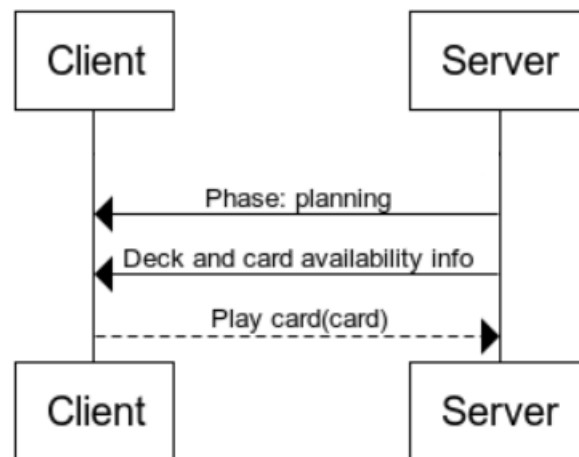 Client
Server
Phase: planning
Deck and card availability info
Play card(card)
Client
Server